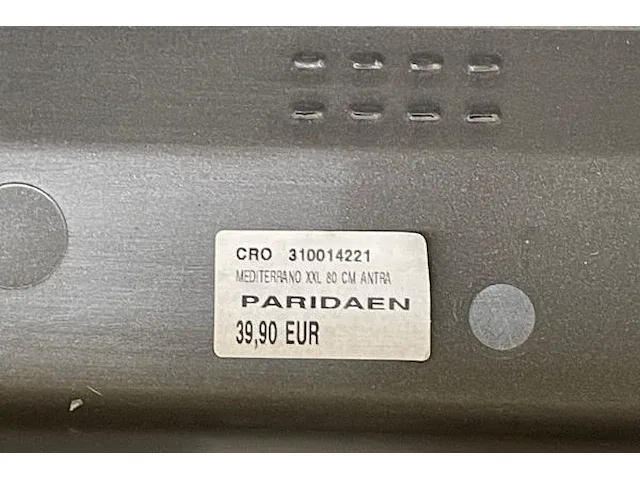 CRO 310014221
MEDITERRANO XXL 80 CM ANTRA
PARIDAEN
39,90 EUR